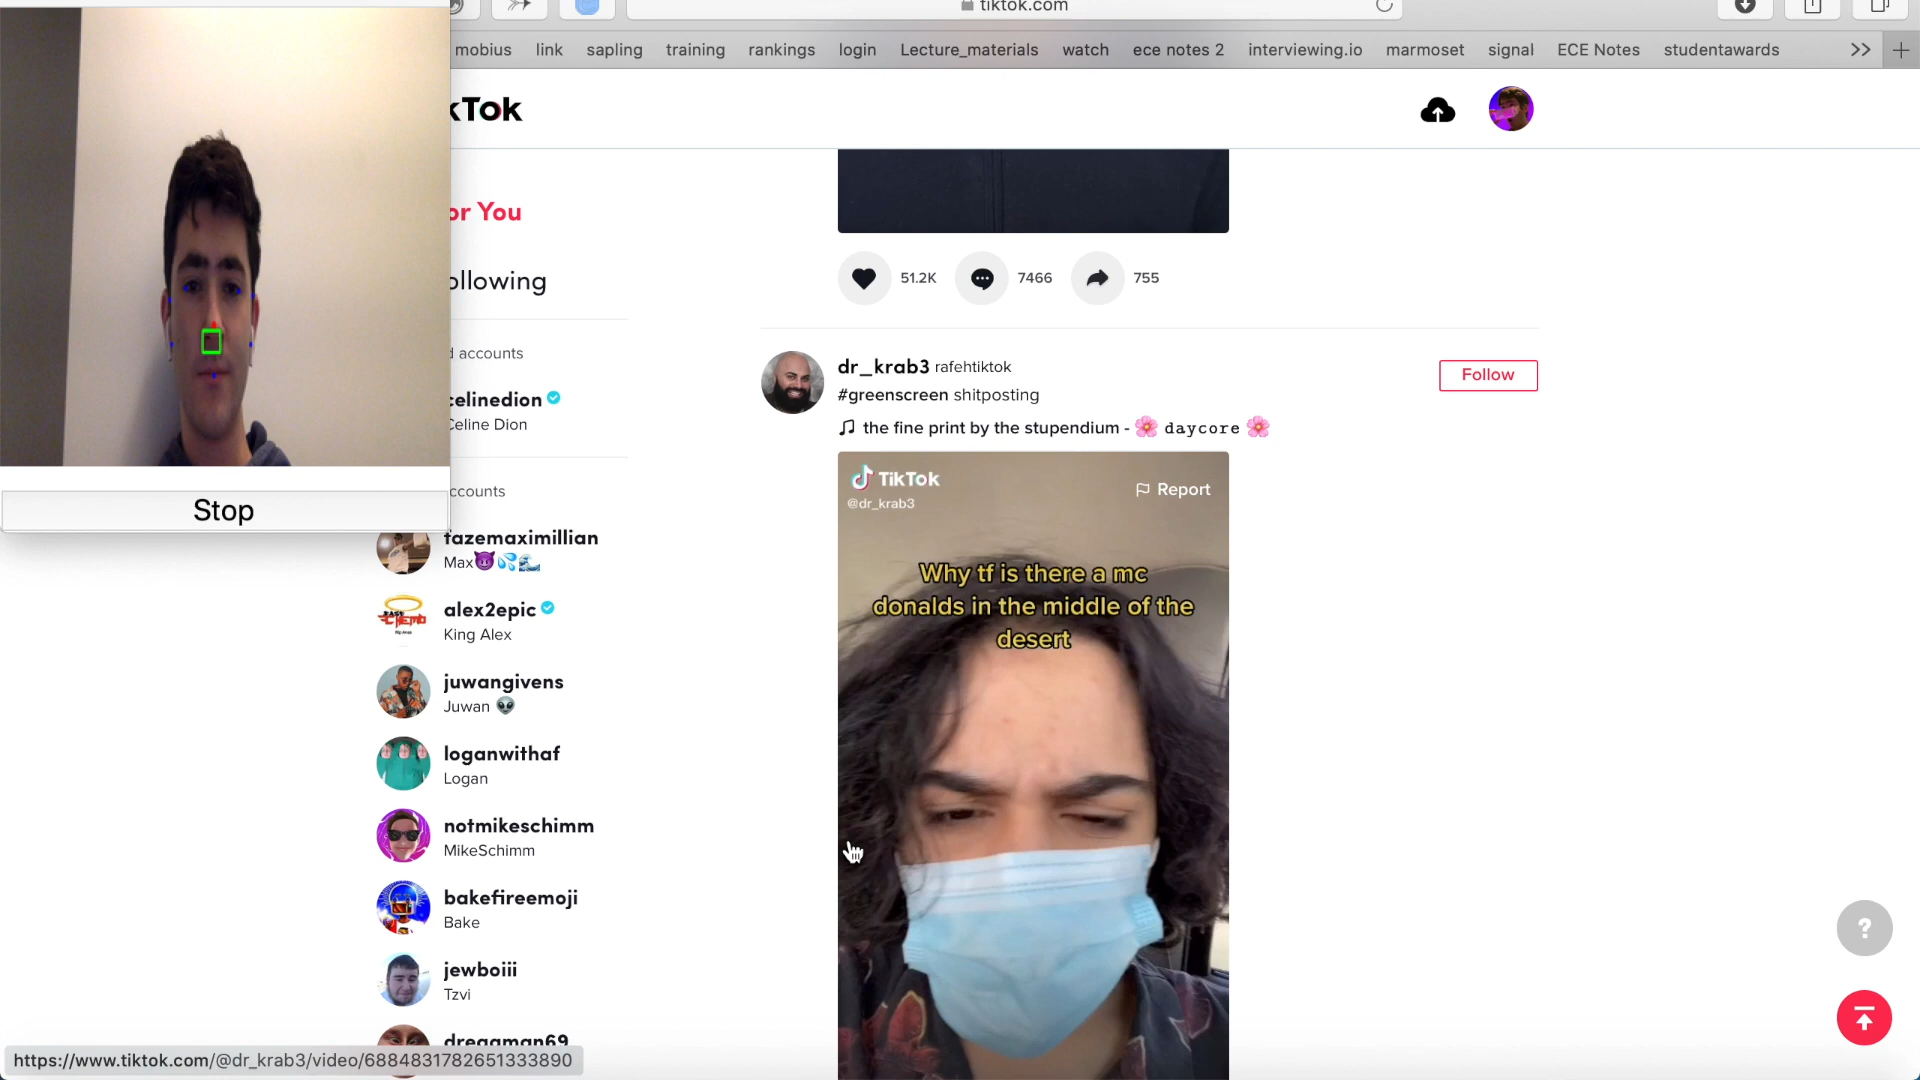 tiktok.com
mobius link sapling training rankings login Lecture_materials watch ece notes 2 interviewing.io marmoset signal ECE Notes studentawards
kTok
or You
ollowing
51.2K 7466 755
d accounts
dr_krab3 rafehtiktok
Follow
#greenscreen shitposting
celinedion
Celine Dion
the fine print by the stupendium - 🌸 daycore 🌸
TikTok
@dr_krab3
Report
ccounts
Stop
fazemaximillian
Max😈💦🌊
Why tf is there a mc
donalds in the middle of the
desert
alex2epic
King Alex
juwangivens
Juwan 👽
loganwithaf
Logan
notmikeschimm
MikeSchimm
bakefireemoji
Bake
jewboiii
Tzvi
dreaman69
https://www.tiktok.com/@dr_krab3/video/6884831782651333890
?